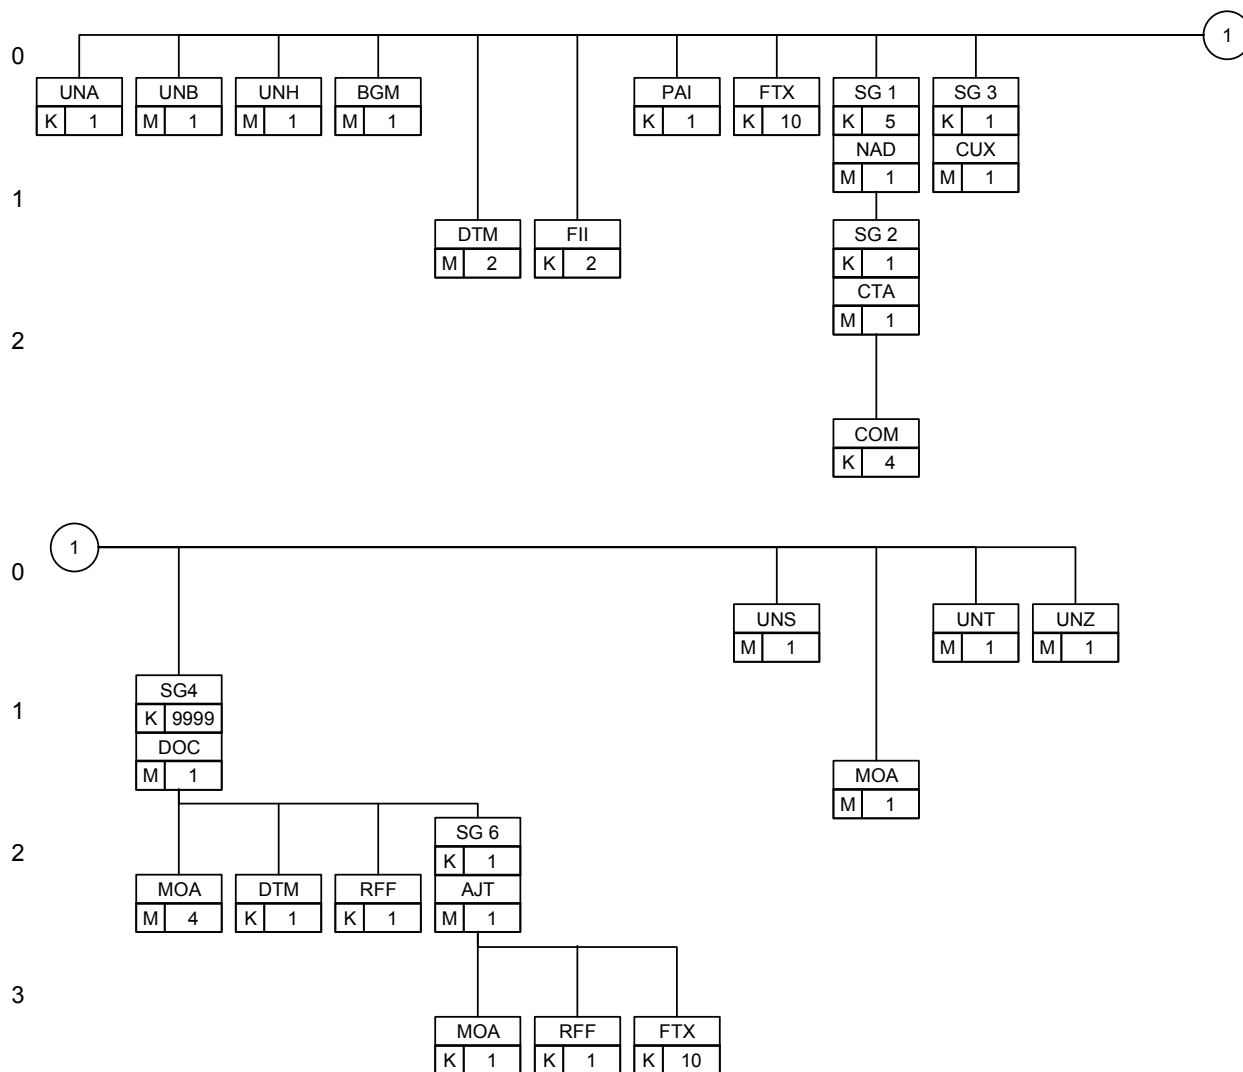 1
0
UNA UNB UNH BGM PAI FTX SG 1 SG 3
K 1 M 1 M 1 M 1 K 1 K 10 K 5 K 1
NAD CUX
M 1 M 1
1
DTM FII SG 2
M 2 K 2 K 1
CTA
M 1
2
COM
K 4
1
0
UNS UNT UNZ
M 1 M 1 M 1
SG4
1
K 9999
DOC
M 1 MOA
M 1
SG 6
2
K 1
MOA DTM RFF AJT
M 4 K 1 K 1 M 1
3
MOA RFF FTX
K 1 K 1 K 10